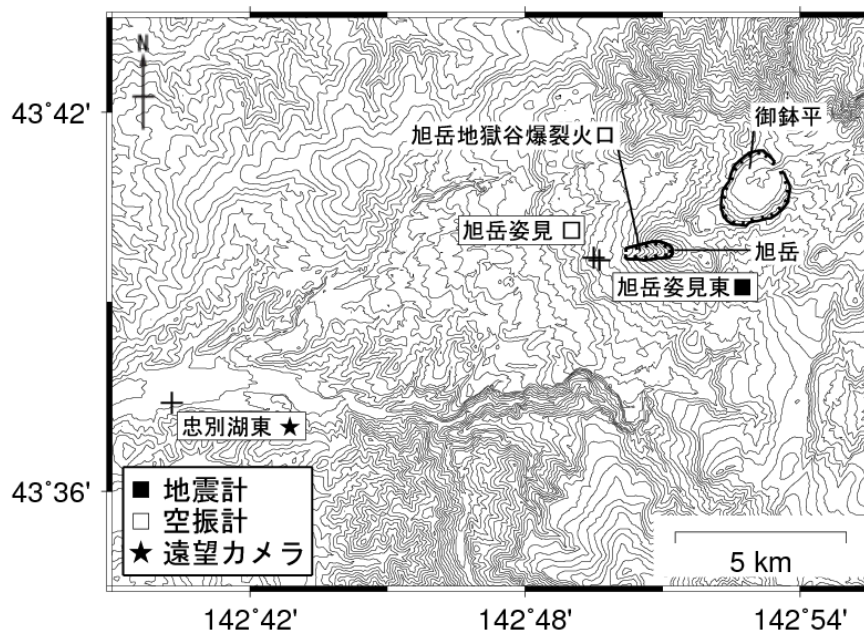 N
43°42'
御鉢平
旭岳地獄谷爆裂火口
旭岳姿見 □
旭岳
旭岳姿見東■
忠別湖東 ★
43°36'
■ 地震計
□ 空振計
★ 遠望カメラ
5 km
142°42'
142°48'
142°54'